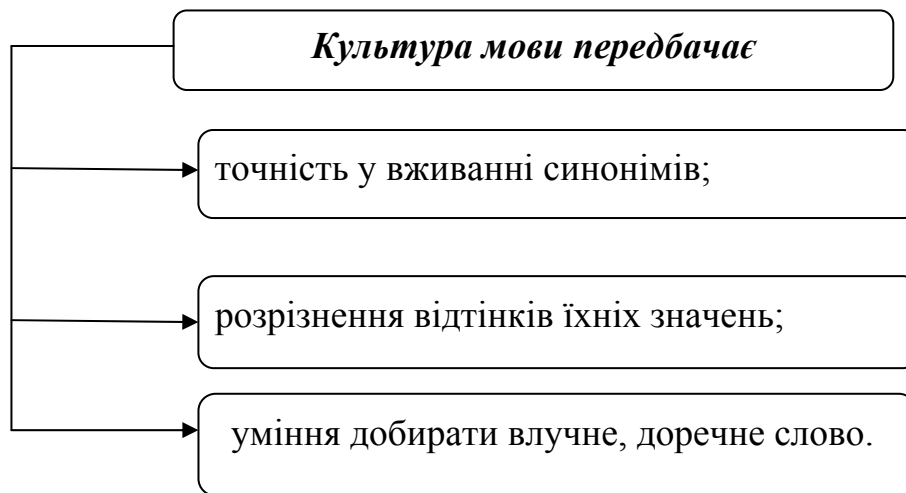 Культура мови передбачає
точність у вживанні синонімів;
розрізнення відтінків їхніх значень;
уміння добирати влучне, доречне слово.